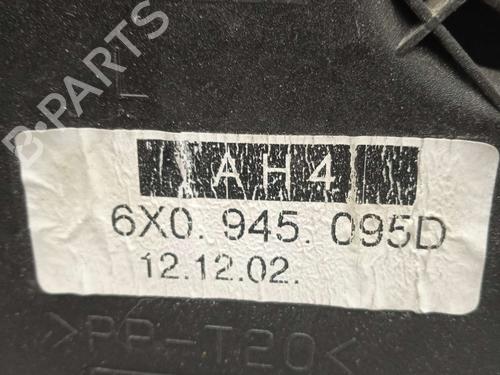 B-PARTS
AH4
6X0. 945. 095D
12.12.02.
>PP-T20<